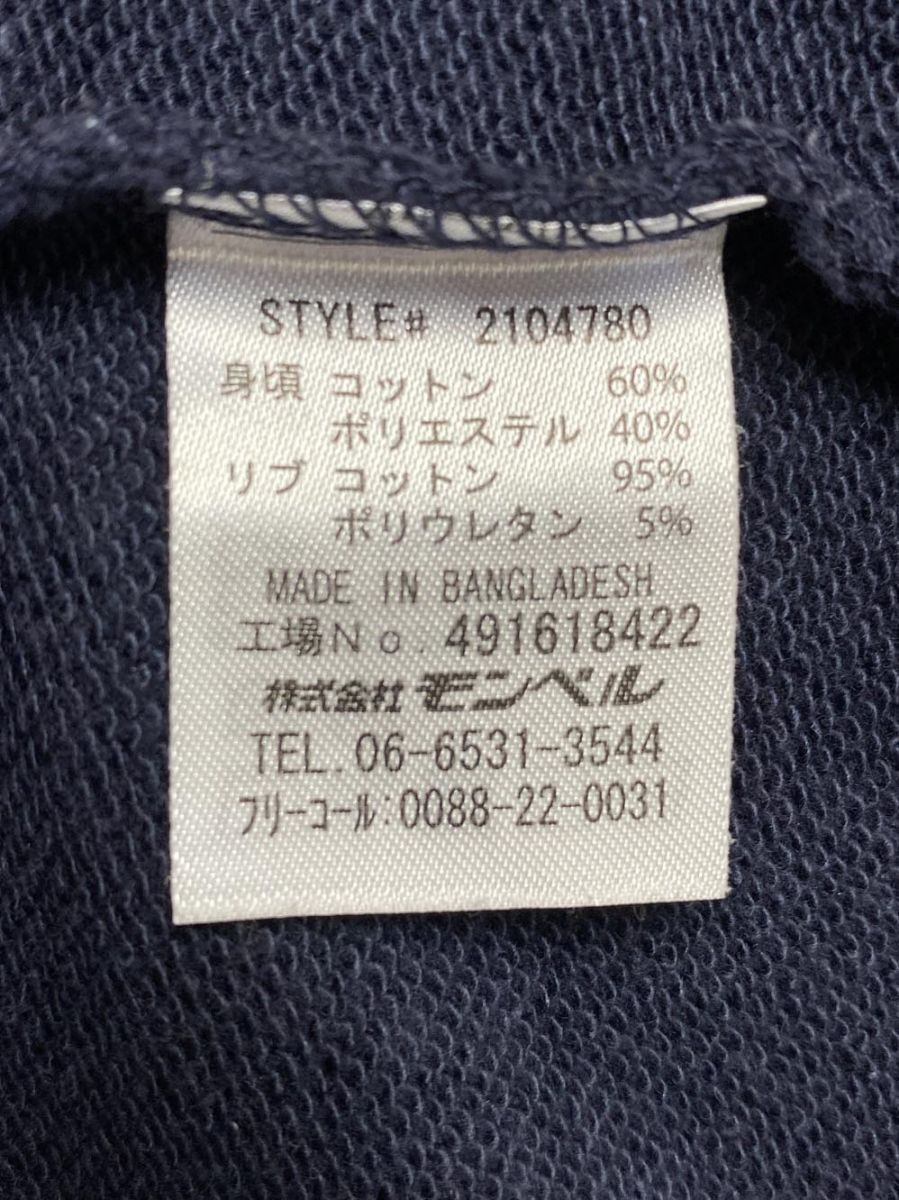 STYLE# 2104780
身頃 コットン 60%
ポリエステル 40%
リブ コットン 95%
ポリウレタン 5%
MADE IN BANGLADESH
工場No. 491618422
株式会社 モンベル
TEL. 06-6531-3544
フリーコール:0088-22-0031